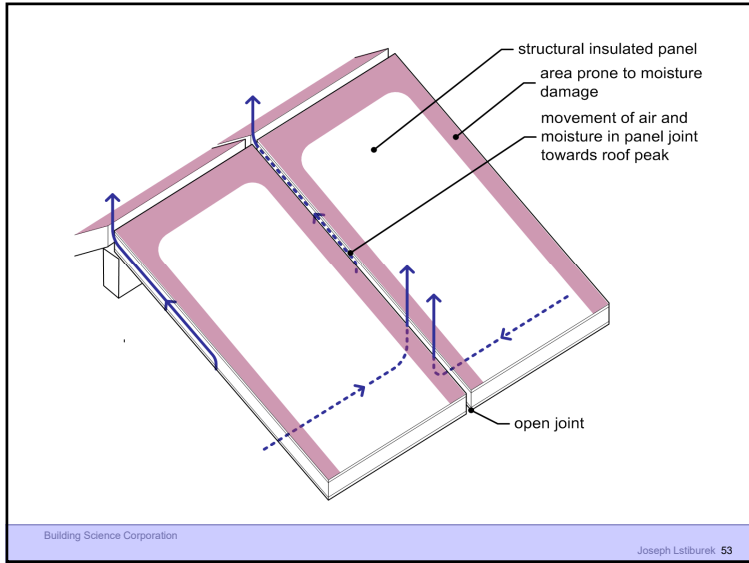 structural insulated panel
area prone to moisture
damage
movement of air and
moisture in panel joint
towards roof peak
open joint
Building Science Corporation
Joseph Lstiburek 53